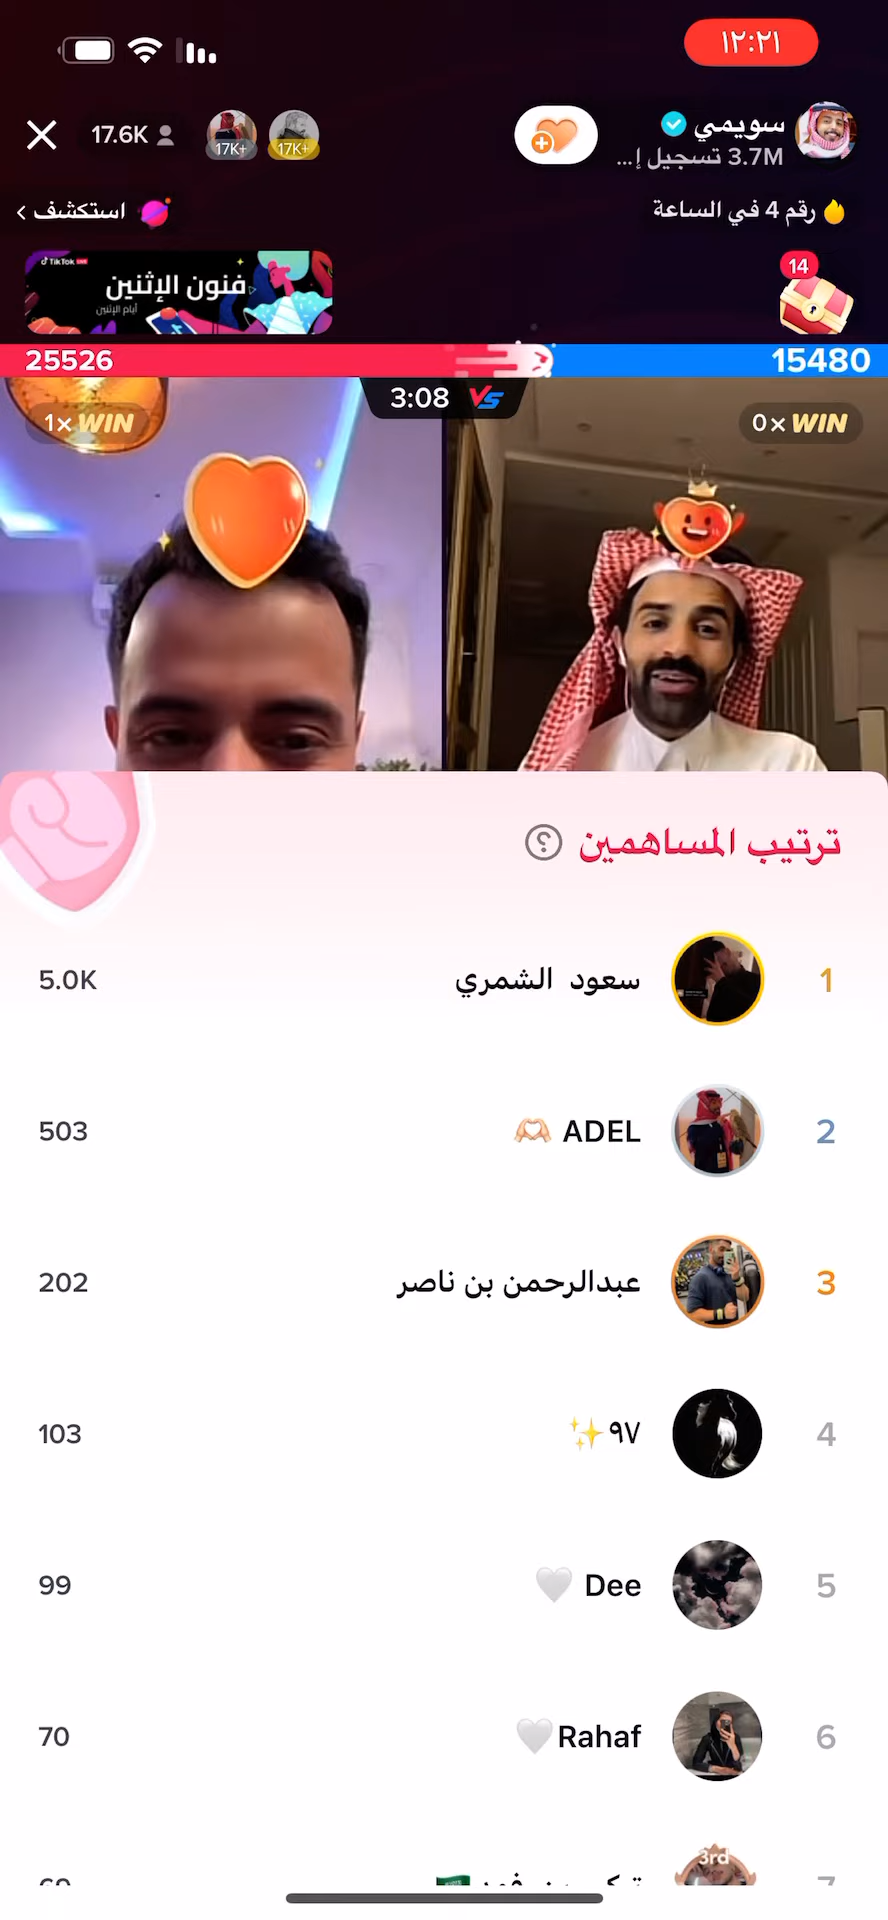 ١٢:٢١
سويمي
3.7M تسجيل إ...
17K+
17K+
17.6K
رقم 4 في الساعة
استكشف
14
TikTok LIVE
فنون الإثنين
أيام الإثنين
25526
15480
1× WIN
3:08 VS
0× WIN
ترتيب المساهمين
1 سعود الشمري 5.0K
2 ADEL 🫶🏻 503
3 عبدالرحمن بن ناصر 202
4 ٩٧✨ 103
5 Dee 🤍 99
6 Rahaf🤍 70
3rd